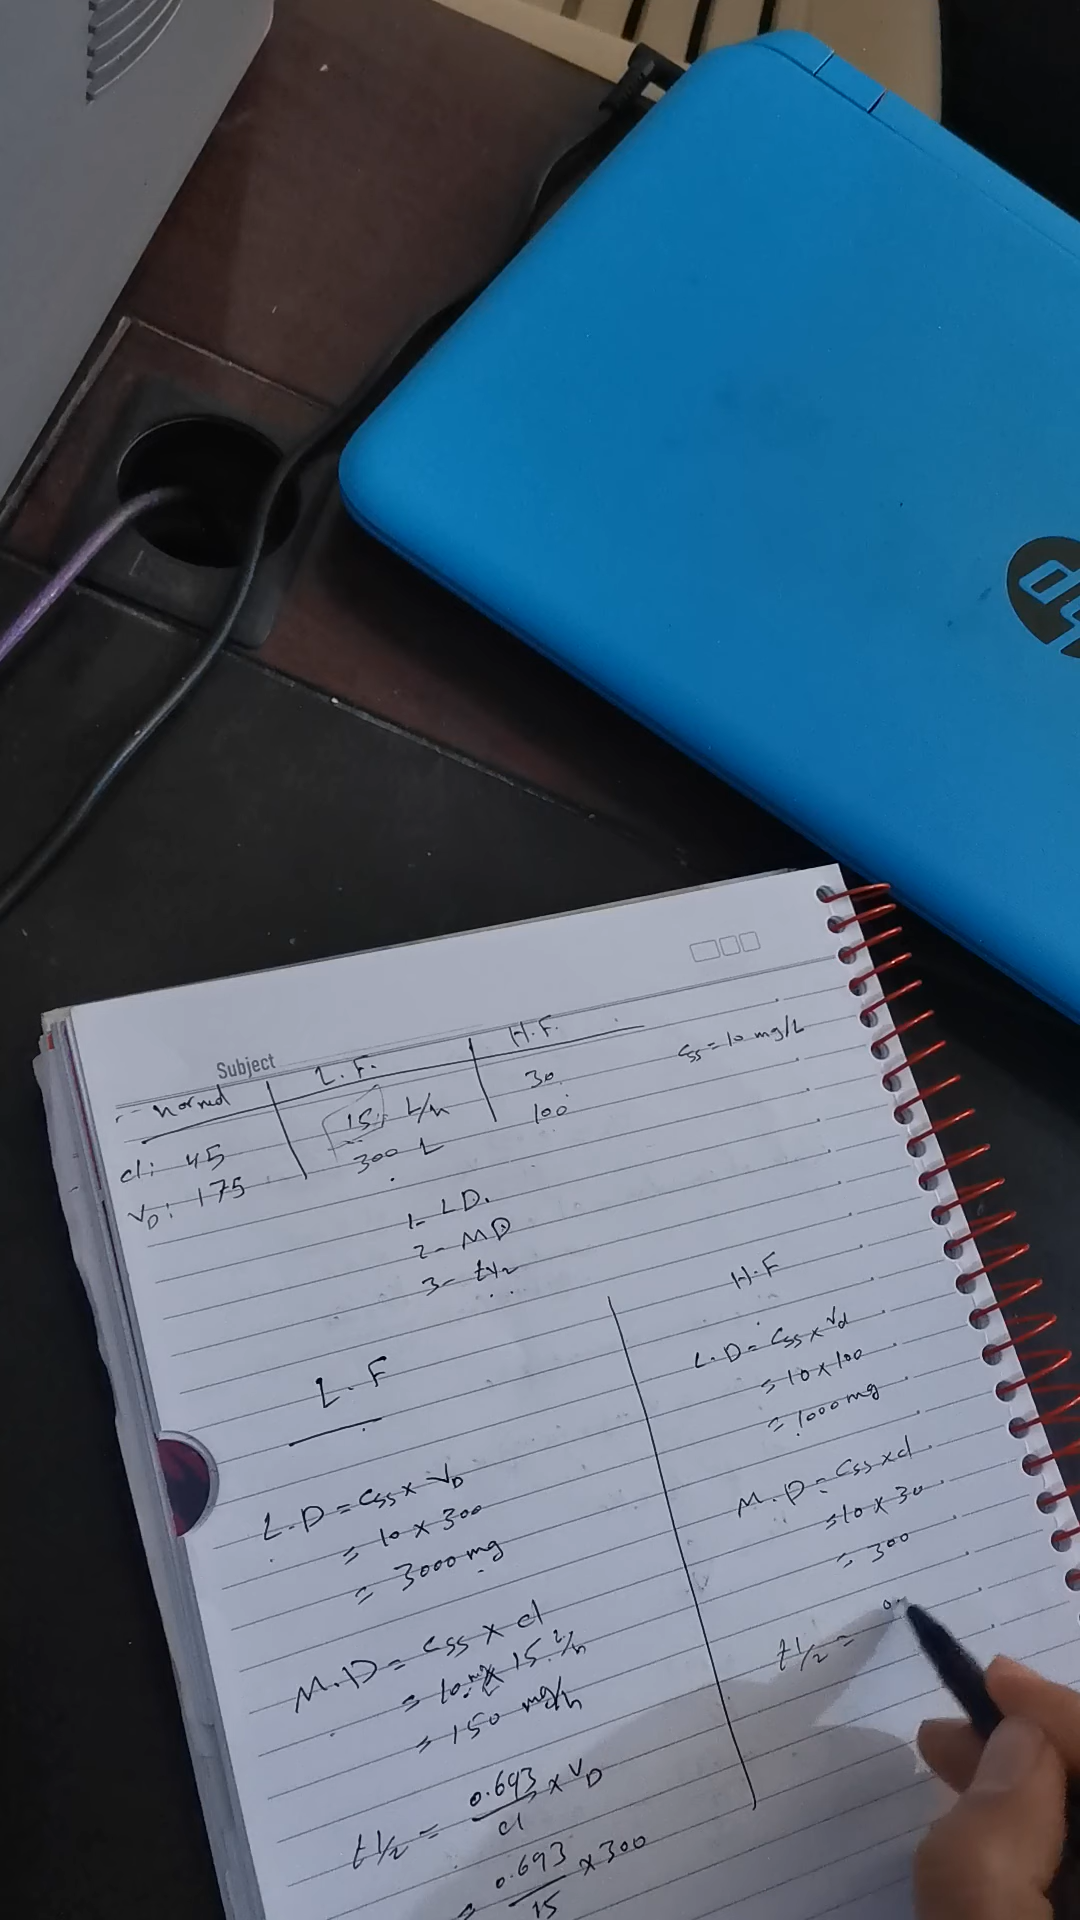 hp
Subject
Normal L.F. H.F.
cl: 45 15 L/h 30
VD: 175 300 L 100
Css = 10 mg/L
1- LD.
2- MD
3- t1/2
L.F
L.D = Css x VD
= 10 x 300
= 3000 mg
M.D = Css x cl
= 10 mg/L x 15 L/h
= 150 mg/h
t1/2 = 0.693/cl x VD
= 0.693/15 x 300
H.F
L.D = Css x Vd
= 10 x 100
= 1000 mg
M.D = Css x cl
= 10 x 30
= 300
t1/2 = 0.